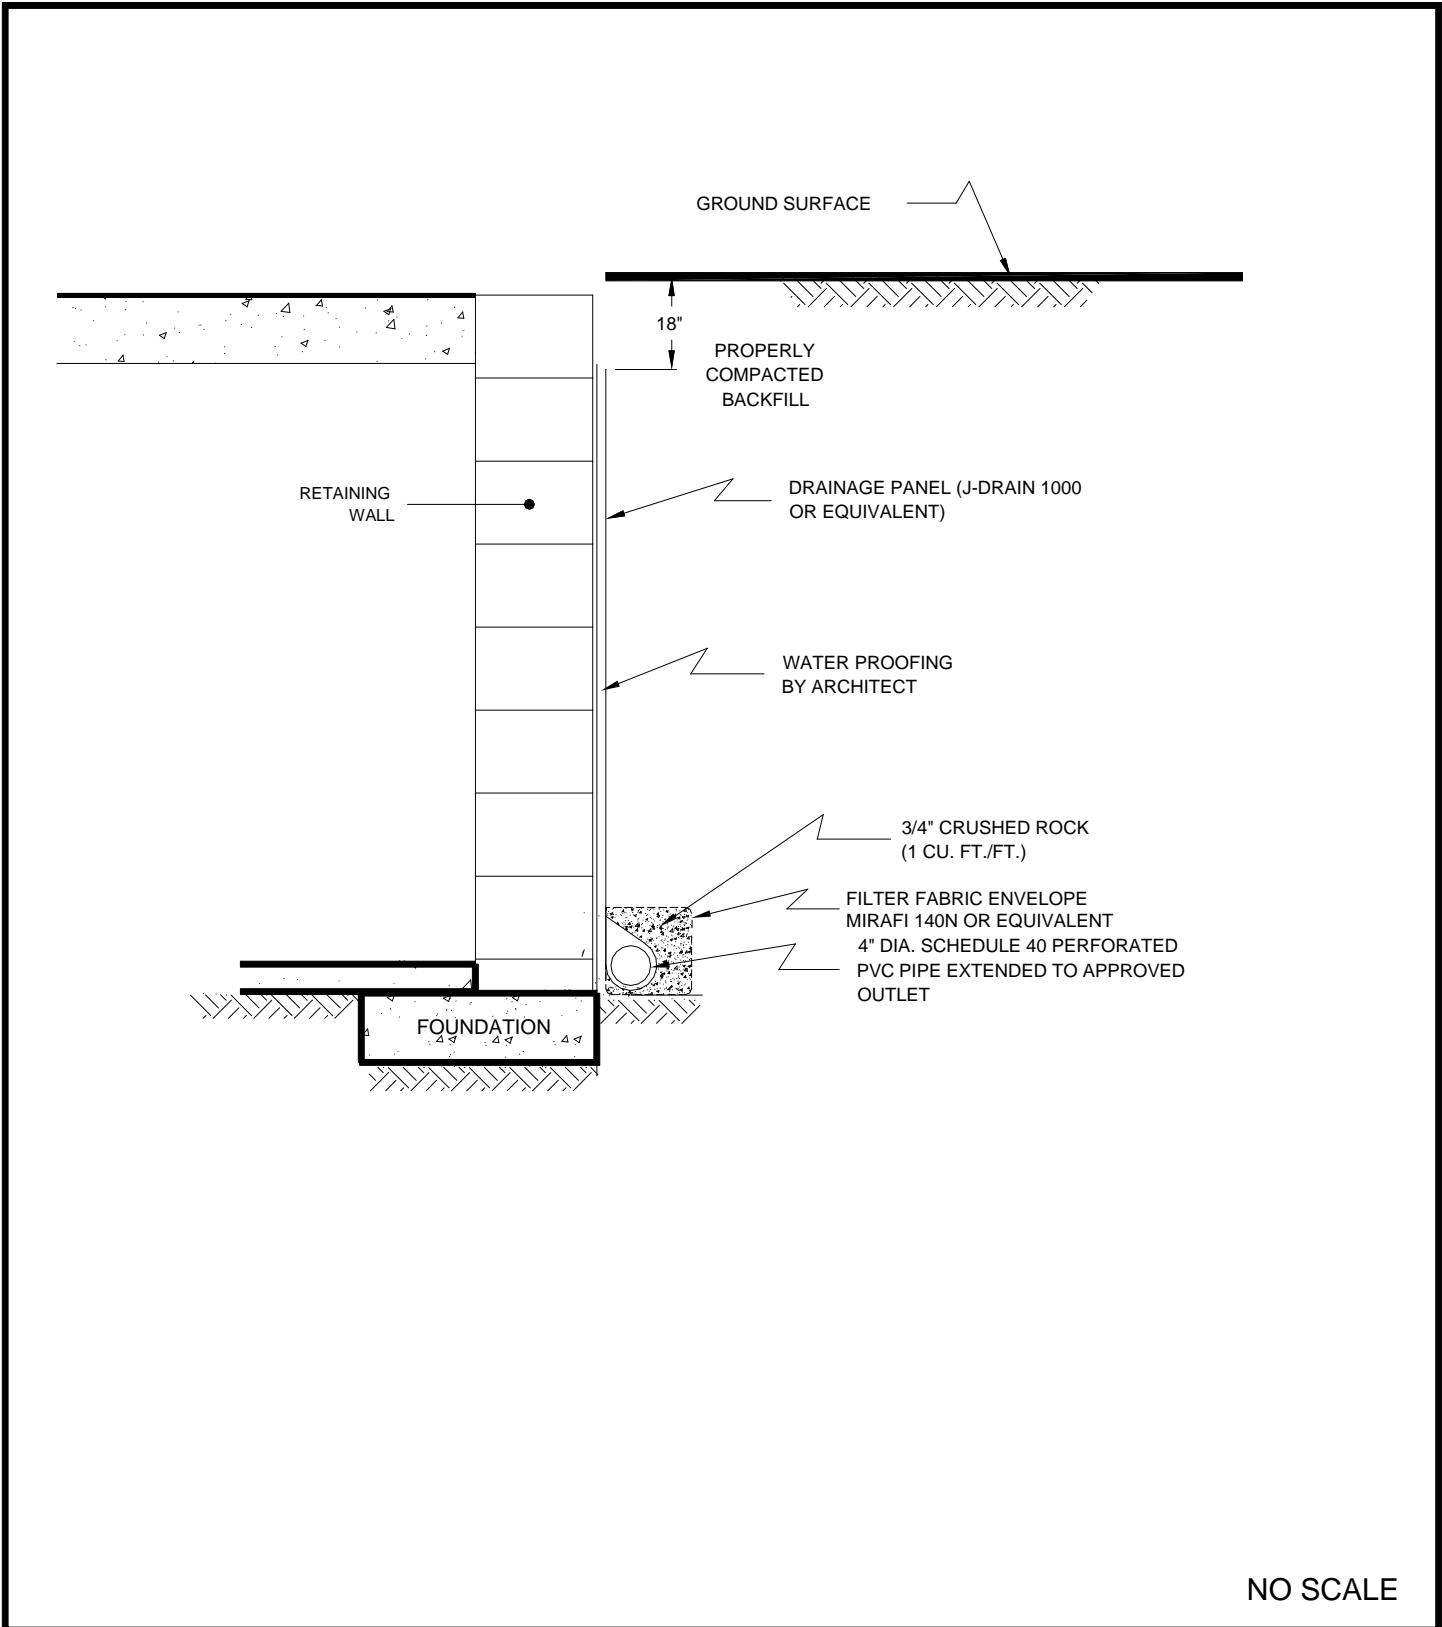 GROUND SURFACE
18"
PROPERLY
COMPACTED
BACKFILL
RETAINING
WALL
DRAINAGE PANEL (J-DRAIN 1000
OR EQUIVALENT)
WATER PROOFING
BY ARCHITECT
3/4" CRUSHED ROCK
(1 CU. FT./FT.)
FILTER FABRIC ENVELOPE
MIRAFI 140N OR EQUIVALENT
4" DIA. SCHEDULE 40 PERFORATED
PVC PIPE EXTENDED TO APPROVED
OUTLET
FOUNDATION
NO SCALE